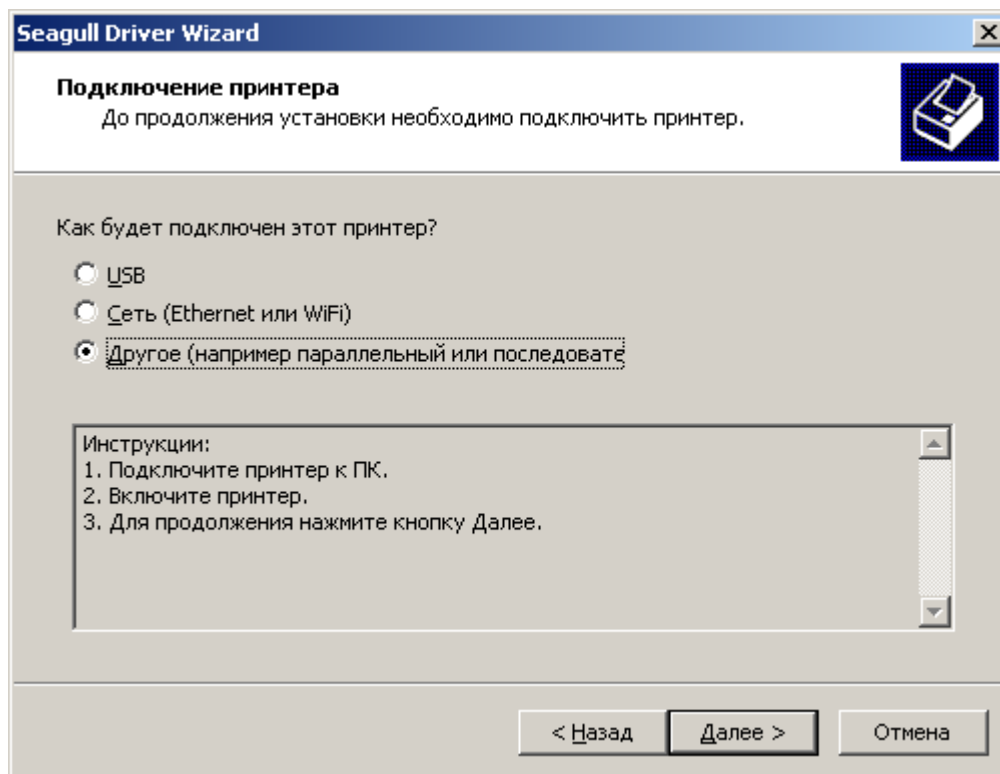 Seagull Driver Wizard
Подключение принтера
До продолжения установки необходимо подключить принтер.
Как будет подключен этот принтер?
USB
Сеть (Ethernet или WiFi)
Другое (например параллельный или последовате
Инструкции:
1. Подключите принтер к ПК.
2. Включите принтер.
3. Для продолжения нажмите кнопку Далее.
< Назад Далее > Отмена